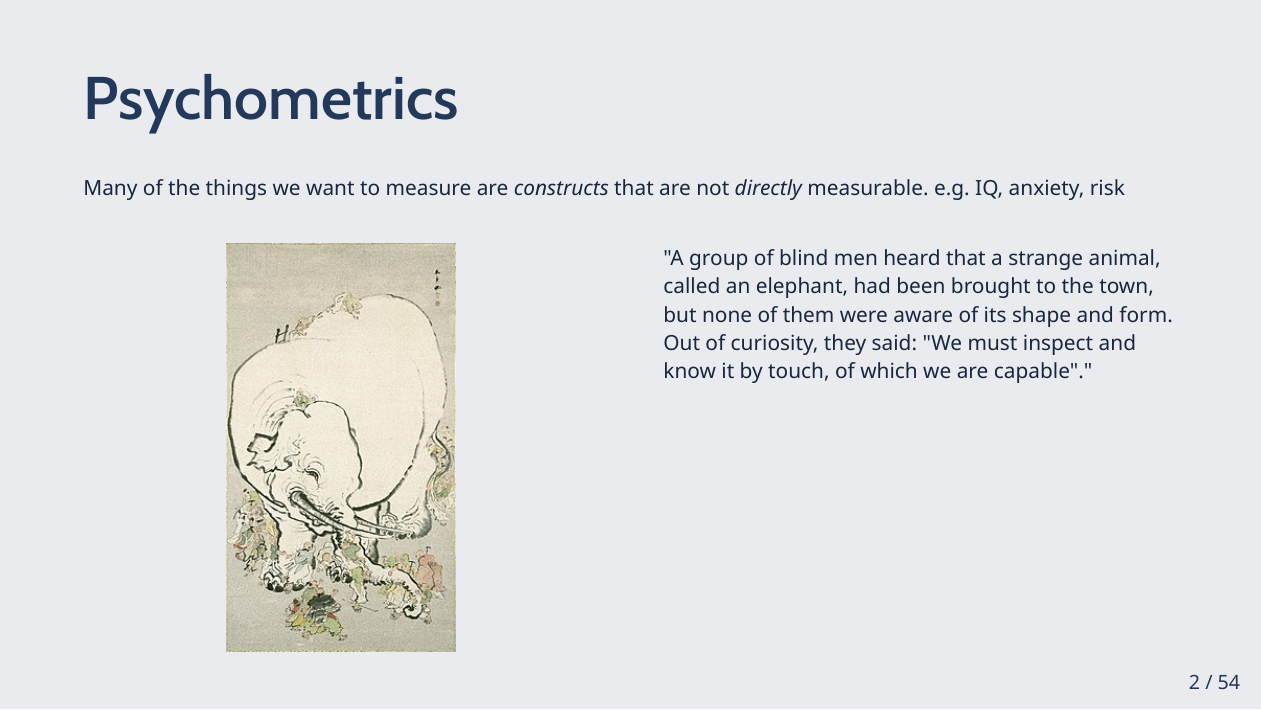 Psychometrics
Many of the things we want to measure are constructs that are not directly measurable. e.g. IQ, anxiety, risk
"A group of blind men heard that a strange animal,
called an elephant, had been brought to the town,
but none of them were aware of its shape and form.
Out of curiosity, they said: "We must inspect and
know it by touch, of which we are capable"."
2 / 54